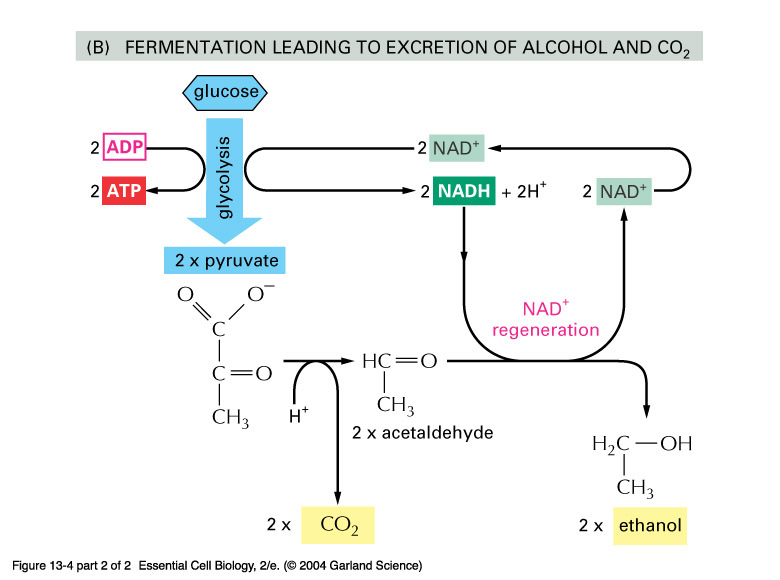 (B) FERMENTATION LEADING TO EXCRETION OF ALCOHOL AND CO₂
glucose
2 ADP
2 ATP
glycolysis
2 NAD⁺
2 NADH + 2H⁺
2 NAD⁺
2 x pyruvate
NAD⁺
regeneration
O O⁻
C
C=O
CH₃
H⁺
HC=O
CH₃
2 x acetaldehyde
H₂C—OH
CH₃
2 x CO₂
2 x ethanol
Figure 13-4 part 2 of 2 Essential Cell Biology, 2/e. (© 2004 Garland Science)